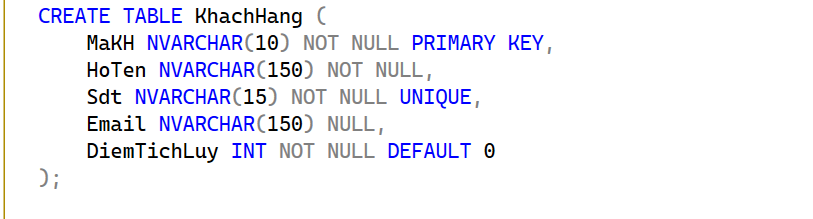 CREATE TABLE KhachHang (
    MaKH NVARCHAR(10) NOT NULL PRIMARY KEY,
    HoTen NVARCHAR(150) NOT NULL,
    Sdt NVARCHAR(15) NOT NULL UNIQUE,
    Email NVARCHAR(150) NULL,
    DiemTichLuy INT NOT NULL DEFAULT 0
);